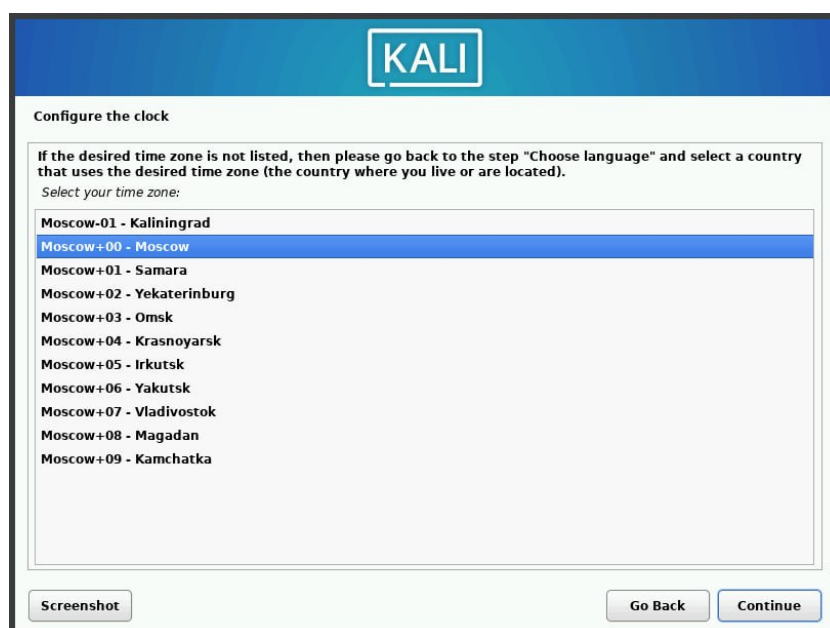 KALI
Configure the clock
If the desired time zone is not listed, then please go back to the step "Choose language" and select a country
that uses the desired time zone (the country where you live or are located).
Select your time zone:
Moscow-01 - Kaliningrad
Moscow+00 - Moscow
Moscow+01 - Samara
Moscow+02 - Yekaterinburg
Moscow+03 - Omsk
Moscow+04 - Krasnoyarsk
Moscow+05 - Irkutsk
Moscow+06 - Yakutsk
Moscow+07 - Vladivostok
Moscow+08 - Magadan
Moscow+09 - Kamchatka
Screenshot
Go Back
Continue